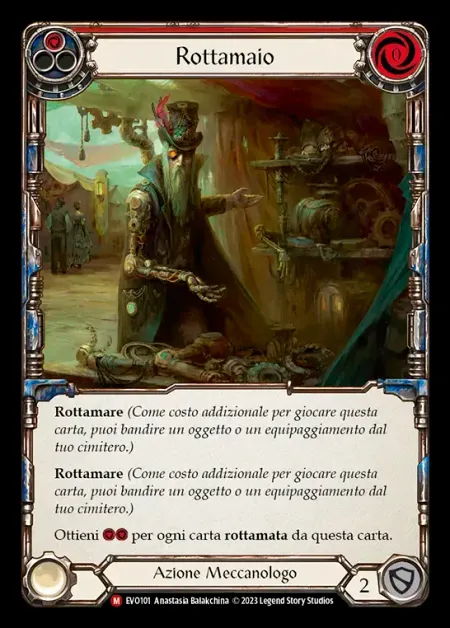 0
Rottamaio
Rottamare (Come costo addizionale per giocare questa
carta, puoi bandire un oggetto o un equipaggiamento dal
tuo cimitero.)
Rottamare (Come costo addizionale per giocare questa
carta, puoi bandire un oggetto o un equipaggiamento dal
tuo cimitero.)
Ottieni per ogni carta rottamata da questa carta.
Azione Meccanologo
2
M EVO101 Anastasia Balakchina © 2023 Legend Story Studios